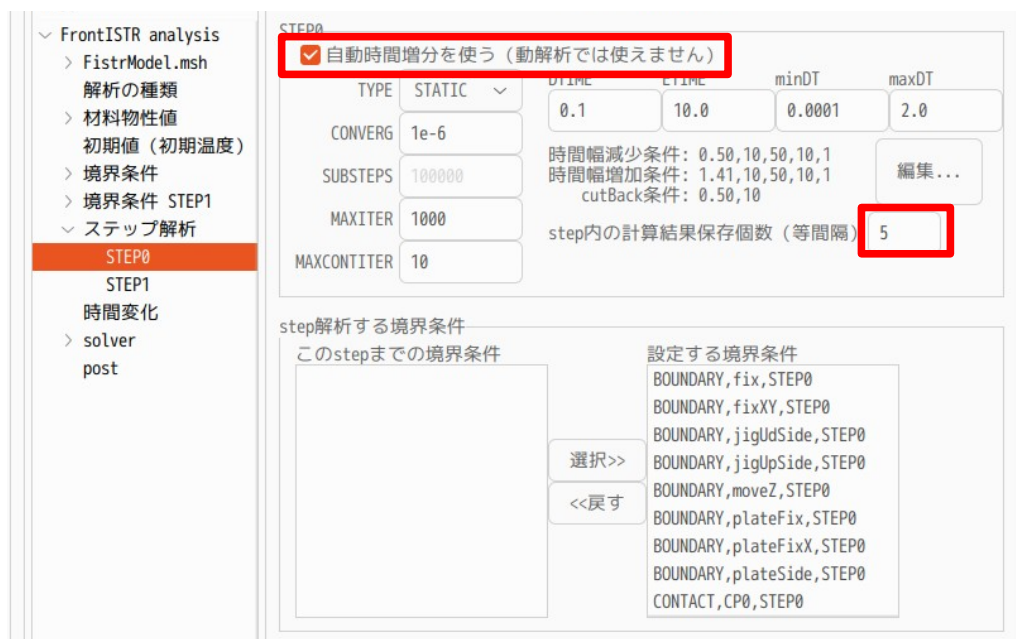 FrontISTR analysis
FistrModel.msh
解析の種類
材料物性値
初期値（初期温度）
境界条件
境界条件 STEP1
ステップ解析
STEP0
STEP1
時間変化
solver
post
STEP0
自動時間増分を使う（動解析では使えません）
TYPE STATIC
CONVERG 1e-6
SUBSTEPS 100000
MAXITER 1000
MAXCONTITER 10
DTIME ETIME minDT maxDT
0.1 10.0 0.0001 2.0
時間幅減少条件: 0.50,10,50,10,1
時間幅増加条件: 1.41,10,50,10,1
cutBack条件: 0.50,10
編集...
step内の計算結果保存個数（等間隔） 5
step解析する境界条件
このstepまでの境界条件
選択>>
<<戻す
設定する境界条件
BOUNDARY,fix,STEP0
BOUNDARY,fixXY,STEP0
BOUNDARY,jigUdSide,STEP0
BOUNDARY,jigUpSide,STEP0
BOUNDARY,moveZ,STEP0
BOUNDARY,plateFix,STEP0
BOUNDARY,plateFixX,STEP0
BOUNDARY,plateSide,STEP0
CONTACT,CP0,STEP0